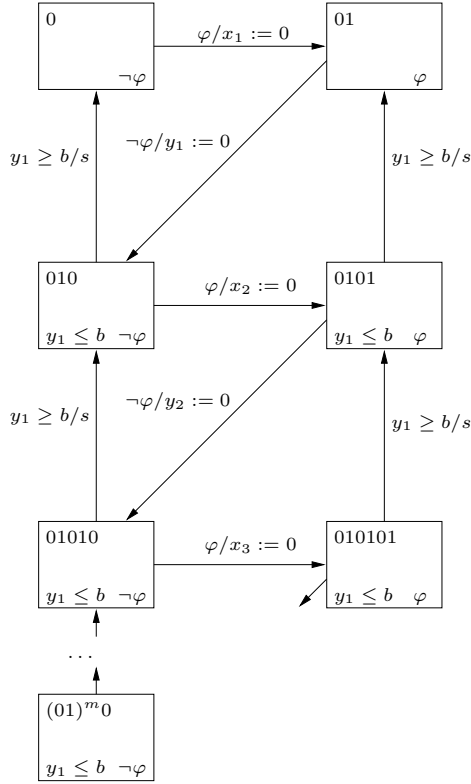 0
¬φ
φ/x₁ := 0
01
φ
y₁ ≥ b/s
¬φ/y₁ := 0
y₁ ≥ b/s
010
y₁ ≤ b ¬φ
φ/x₂ := 0
0101
y₁ ≤ b φ
y₁ ≥ b/s
¬φ/y₂ := 0
y₁ ≥ b/s
01010
y₁ ≤ b ¬φ
φ/x₃ := 0
010101
y₁ ≤ b φ
...
(01)ᵐ0
y₁ ≤ b ¬φ